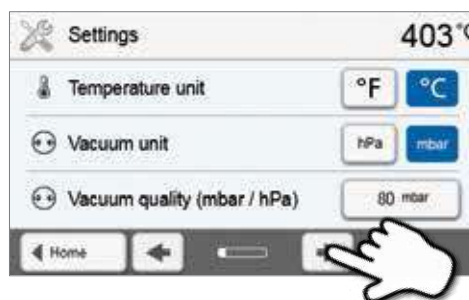 Settings 403°C
Temperature unit °F °C
Vacuum unit hPa mbar
Vacuum quality (mbar / hPa) 80 mbar
Home